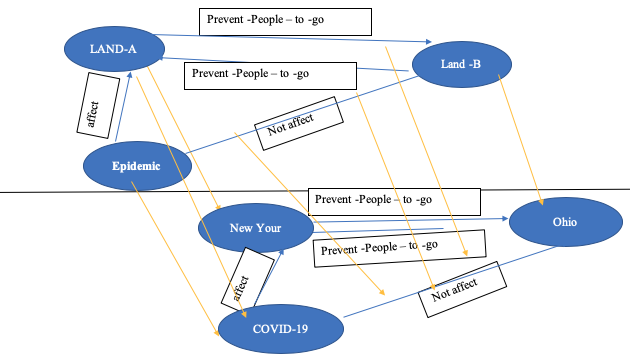 Prevent -People – to -go
LAND-A
Land -B
Prevent -People – to -go
affect
Not affect
Epidemic
Prevent -People – to -go
New Your
Ohio
Prevent -People – to -go
affect
Not affect
COVID-19